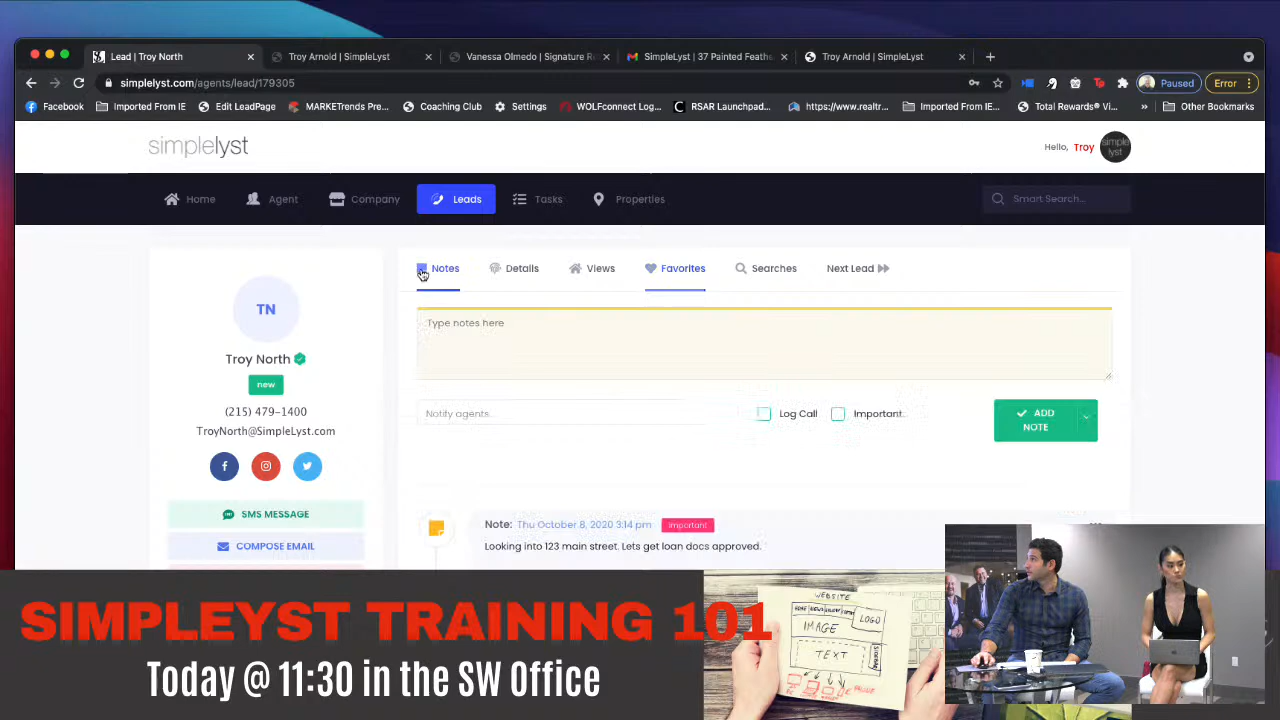 Lead | Troy North
Troy Arnold | SimpleLyst
Vanessa Olmedo | Signature R
SimpleLyst | 37 Painted Feathe
Troy Arnold | SimpleLyst
simplelyst.com/agents/lead/179305
Paused
Error
Facebook
Imported From IE
Edit LeadPage
MARKETrends Pre...
Coaching Club
Settings
WOLFconnect Log...
RSAR Launchpad...
https://www.realtr...
Imported From IE...
Total Rewards® Vi...
»
Other Bookmarks
simplelyst
Hello, Troy
simple
lyst
Home
Agent
Company
Leads
Tasks
Properties
Smart Search...
Notes
Details
Views
Favorites
Searches
Next Lead
TN
Troy North
new
(215) 479-1400
TroyNorth@SimpleLyst.com
SMS MESSAGE
COMPOSE EMAIL
Type notes here
Notify agents...
Log Call
Important
ADD
NOTE
Note: Thu October 8, 2020 3:14 pm Important
Looking into 123 main street. Lets get loan docs approved.
SIMPLEYST TRAINING 101
Today @ 11:30 in the SW Office
WEBSITE
LOGO
IMAGE
TEXT